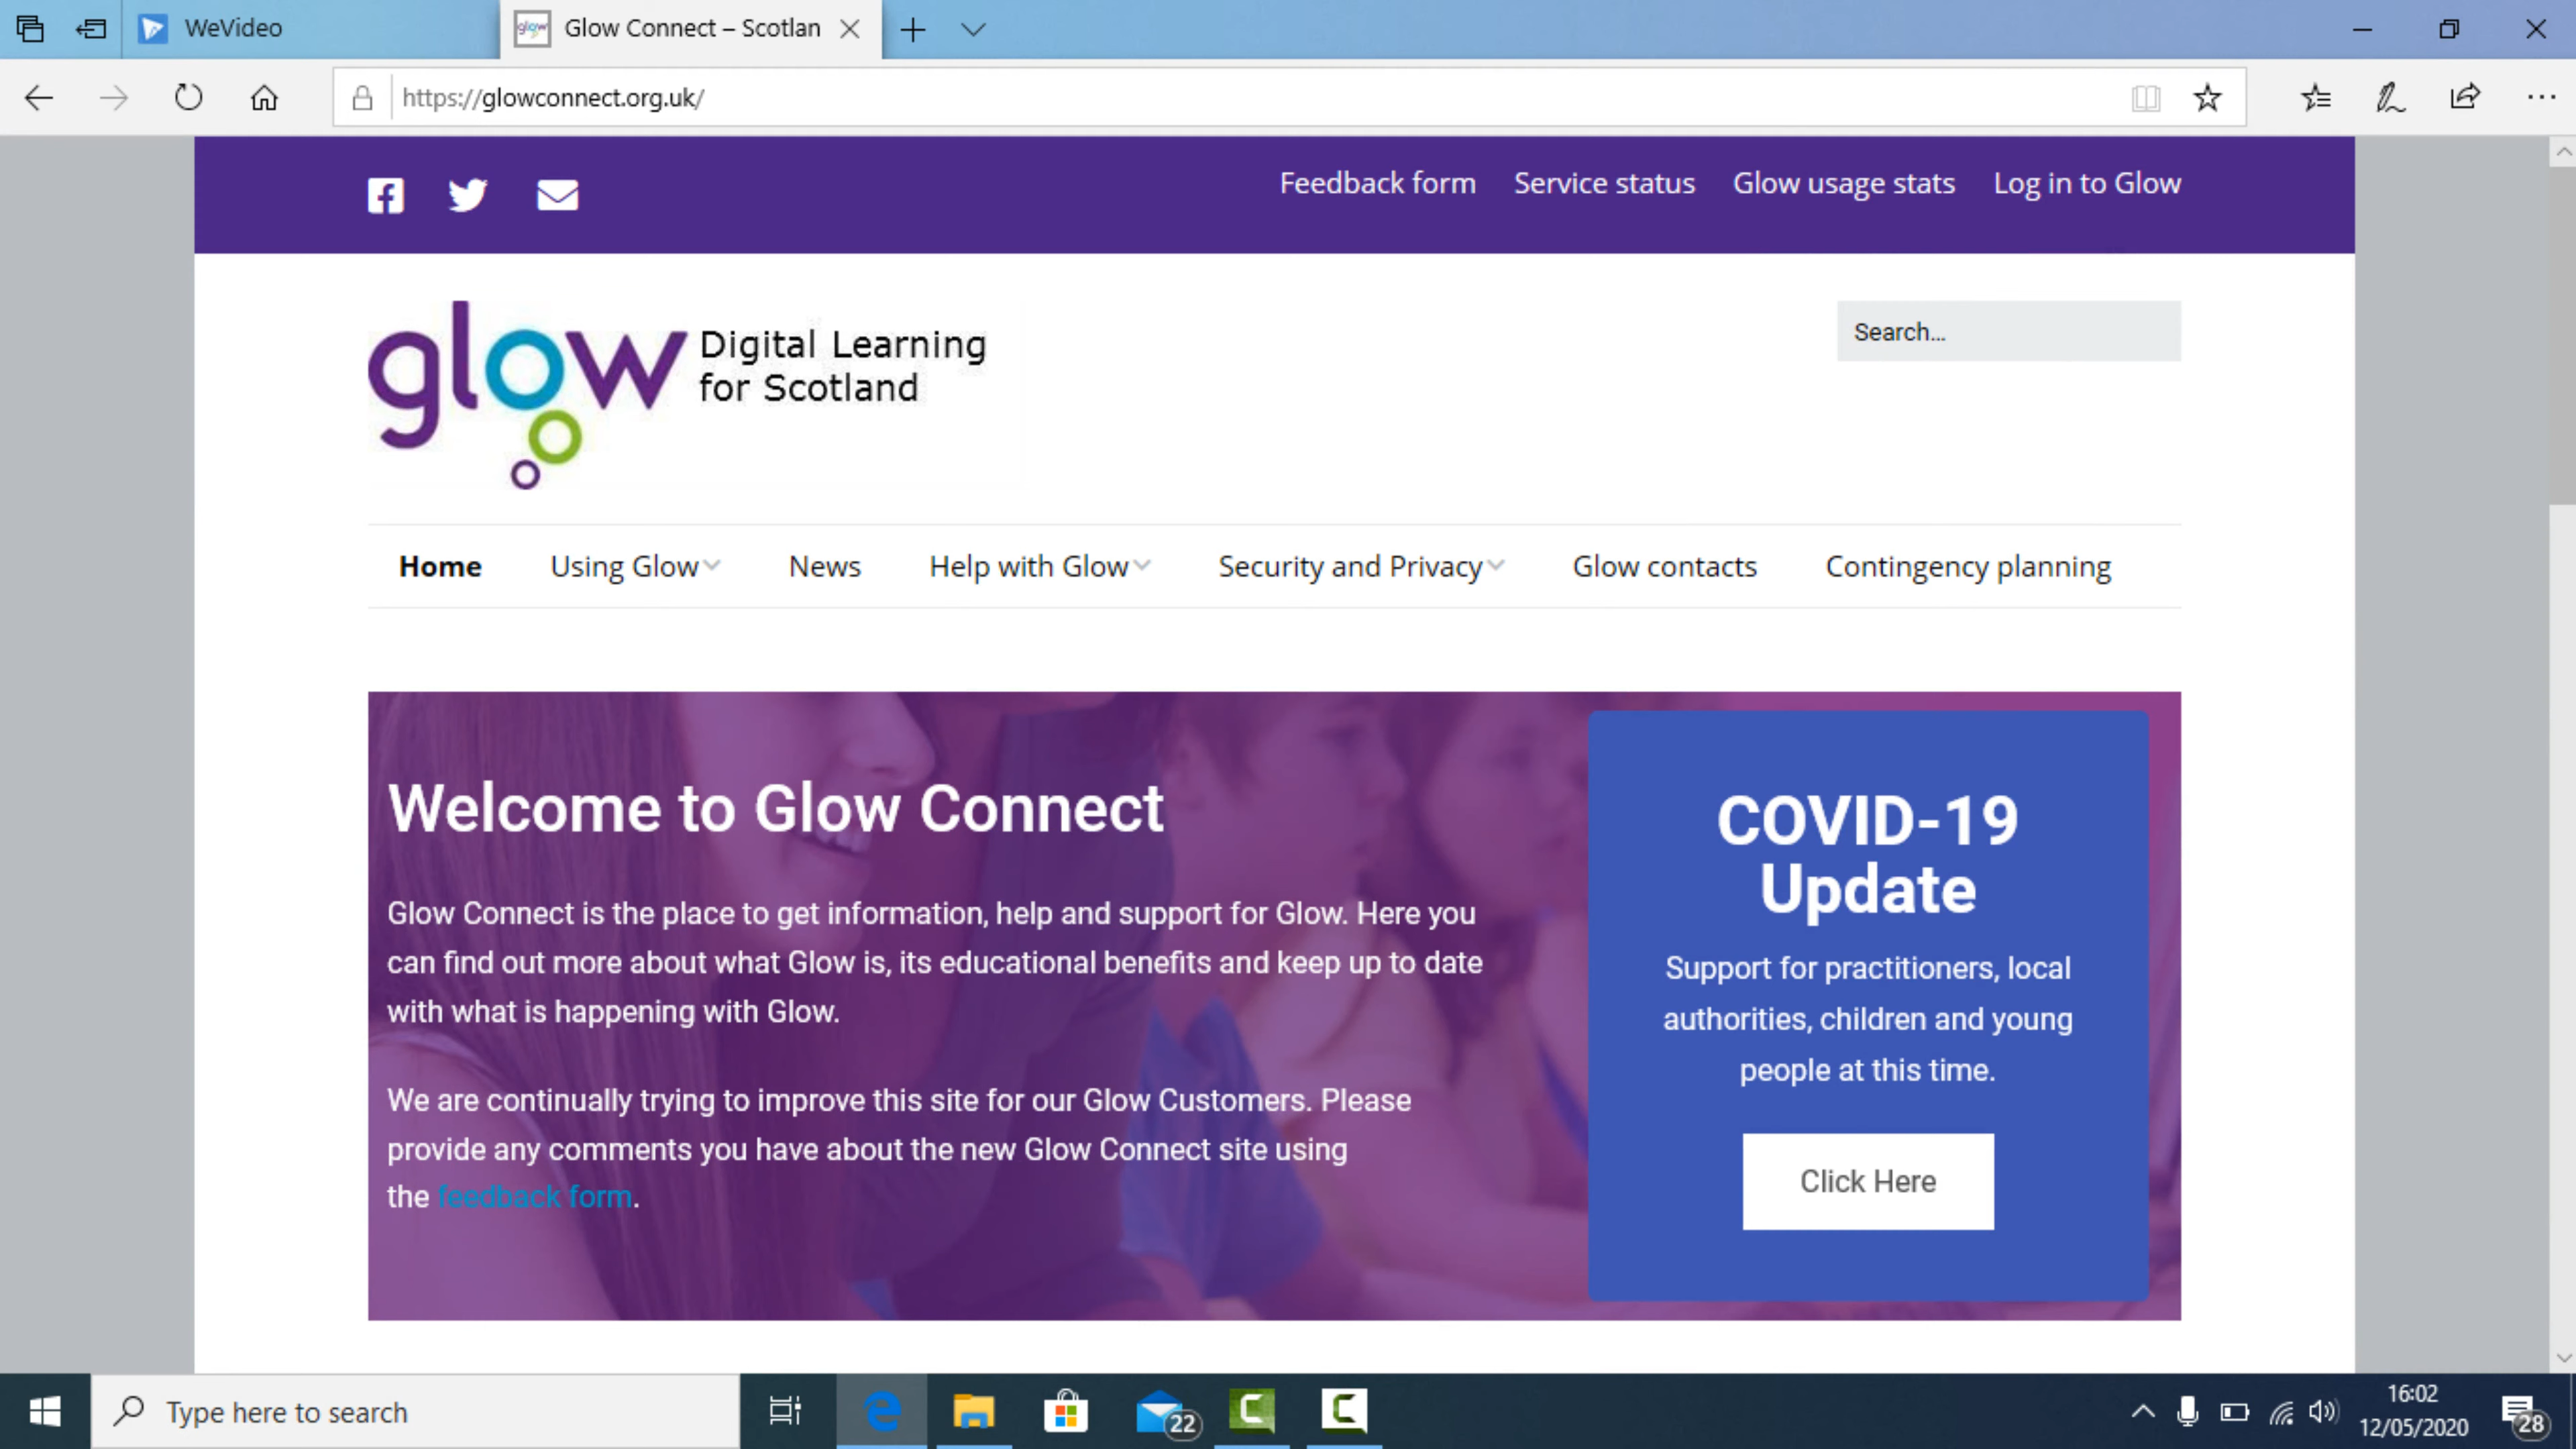 WeVideo
glow Glow Connect – Scotlan
https://glowconnect.org.uk/
Feedback form Service status Glow usage stats Log in to Glow
glow Digital Learning
for Scotland
Search...
Home Using Glow News Help with Glow Security and Privacy Glow contacts Contingency planning
Welcome to Glow Connect
Glow Connect is the place to get information, help and support for Glow. Here you
can find out more about what Glow is, its educational benefits and keep up to date
with what is happening with Glow.
We are continually trying to improve this site for our Glow Customers. Please
provide any comments you have about the new Glow Connect site using
the feedback form.
COVID-19
Update
Support for practitioners, local
authorities, children and young
people at this time.
Click Here
Type here to search
22
16:02
12/05/2020
28